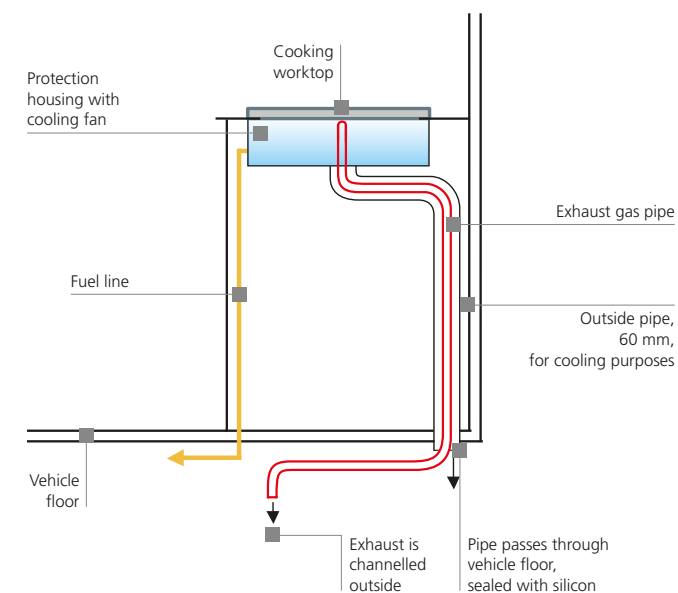 Cooking
worktop
Protection
housing with
cooling fan
Exhaust gas pipe
Fuel line
Outside pipe,
60 mm,
for cooling purposes
Vehicle
floor
Exhaust is
channelled
outside
Pipe passes through
vehicle floor,
sealed with silicon